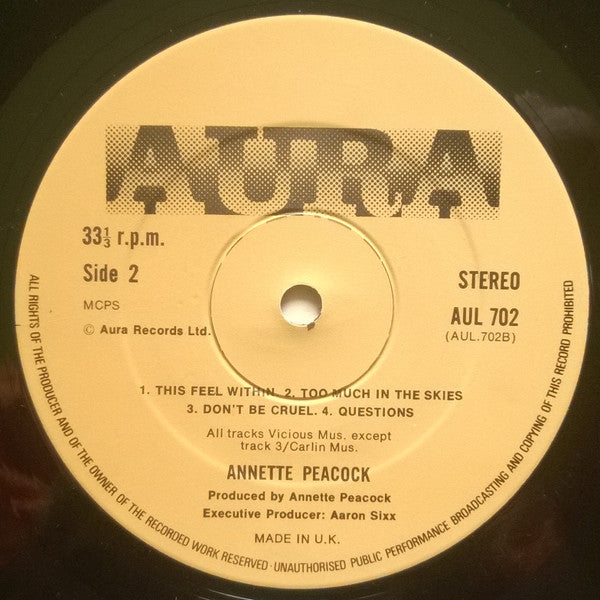 AURA
33⅓ r.p.m.
Side 2
MCPS
© Aura Records Ltd.
STEREO
AUL 702
(AUL.702B)
1. THIS FEEL WITHIN. 2. TOO MUCH IN THE SKIES
3. DON'T BE CRUEL. 4. QUESTIONS
All tracks Vicious Mus. except
track 3/Carlin Mus.
ANNETTE PEACOCK
Produced by Annette Peacock
Executive Producer: Aaron Sixx
MADE IN U.K.
ALL RIGHTS OF THE PRODUCER AND OF THE OWNER OF THE RECORDED WORK RESERVED · UNAUTHORISED PUBLIC PERFORMANCE BROADCASTING AND COPYING OF THIS RECORD PROHIBITED